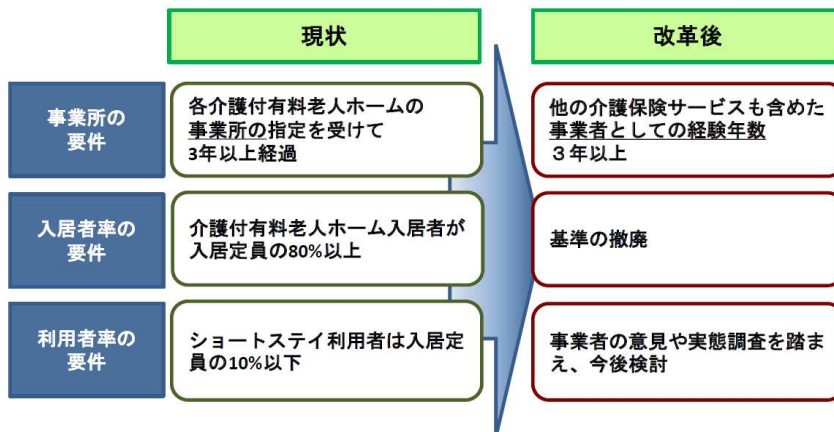 現状
改革後
事業所の
要件
各介護付有料老人ホームの
事業所の指定を受けて
3年以上経過
他の介護保険サービスも含めた
事業者としての経験年数
３年以上
入居者率の
要件
介護付有料老人ホーム入居者が
入居定員の80%以上
基準の撤廃
利用者率の
要件
ショートステイ利用者は入居定
員の10%以下
事業者の意見や実態調査を踏ま
え、今後検討